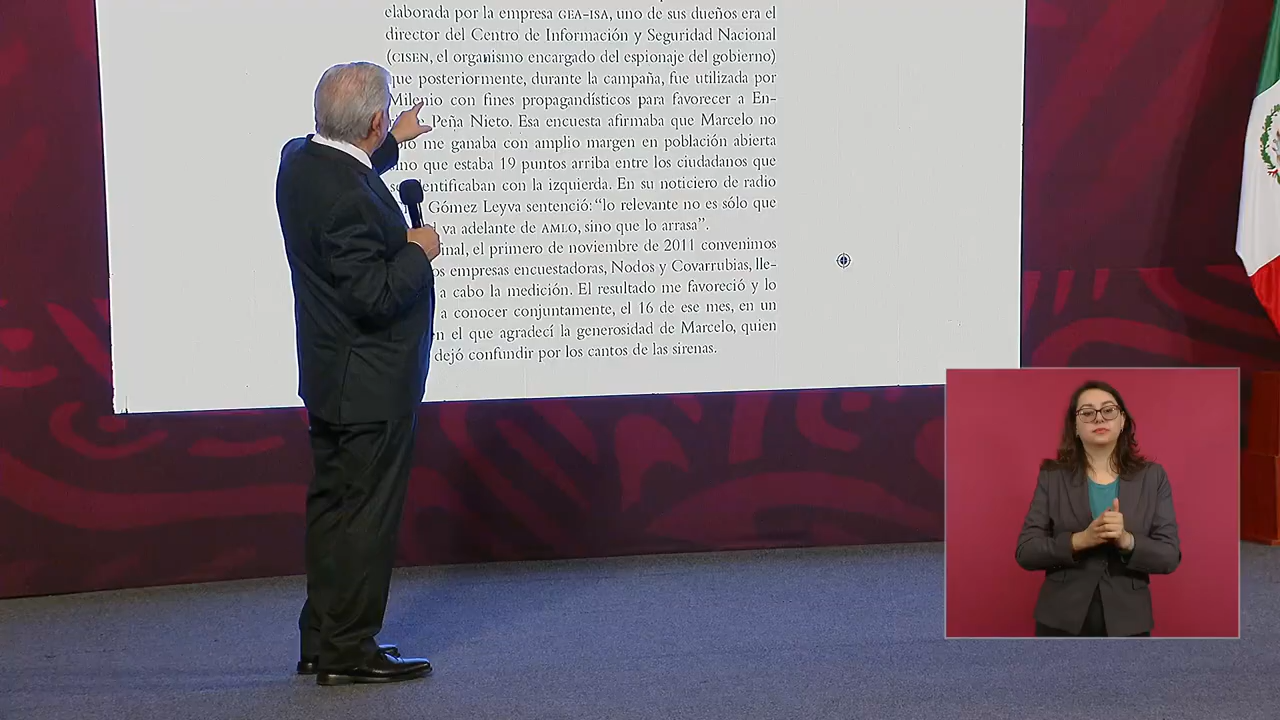 elaborada por la empresa GEA-ISA, uno de sus dueños era el
director del Centro de Información y Seguridad Nacional
(CISEN, el organismo encargado del espionaje del gobierno)
que posteriormente, durante la campaña, fue utilizada por
Milenio con fines propagandísticos para favorecer a En-
Peña Nieto. Esa encuesta afirmaba que Marcelo no
me ganaba con amplio margen en población abierta
sino que estaba 19 puntos arriba entre los ciudadanos que
se identificaban con la izquierda. En su noticiero de radio
Gómez Leyva sentenció: “lo relevante no es sólo que
va adelante de AMLO, sino que lo arrasa”.
el primero de noviembre de 2011 convenimos
empresas encuestadoras, Nodos y Covarrubias, lle-
a cabo la medición. El resultado me favoreció y lo
a conocer conjuntamente, el 16 de ese mes, en un
en el que agradecí la generosidad de Marcelo, quien
dejó confundir por los cantos de las sirenas.